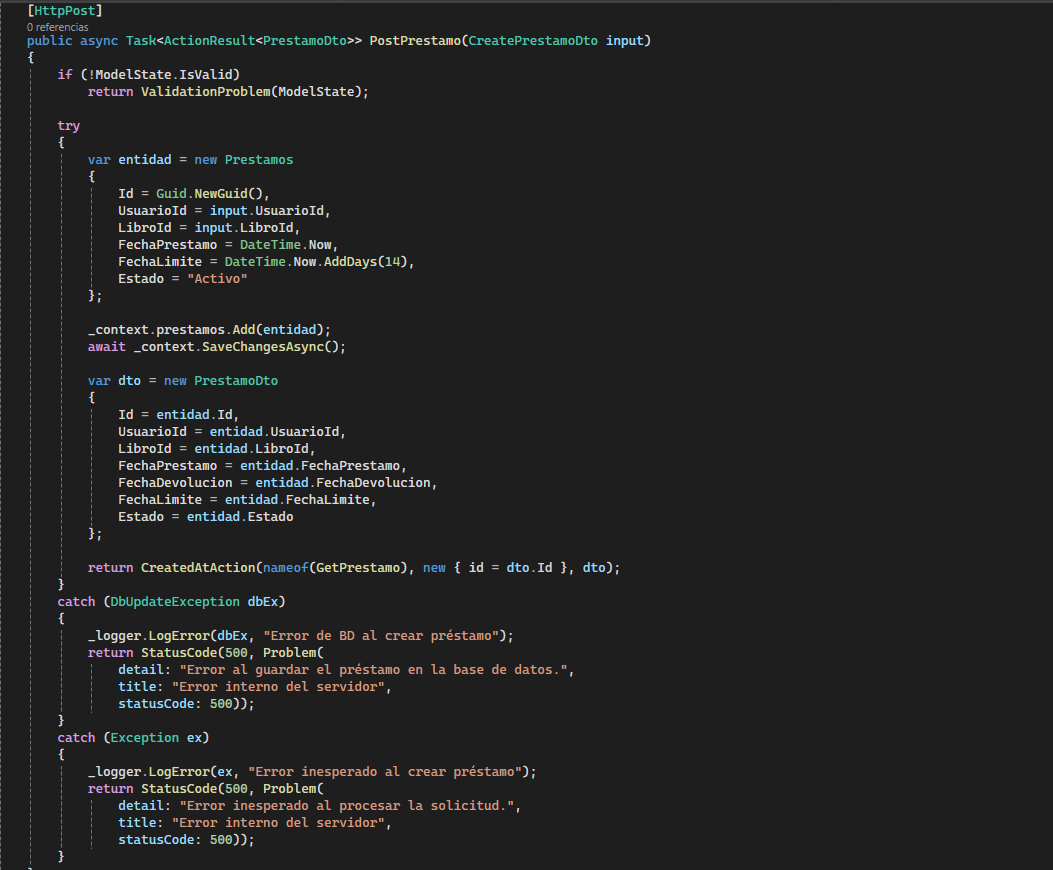 [HttpPost]
0 referencias
public async Task<ActionResult<PrestamoDto>> PostPrestamo(CreatePrestamoDto input)
{
    if (!ModelState.IsValid)
        return ValidationProblem(ModelState);

    try
    {
        var entidad = new Prestamos
        {
            Id = Guid.NewGuid(),
            UsuarioId = input.UsuarioId,
            LibroId = input.LibroId,
            FechaPrestamo = DateTime.Now,
            FechaLimite = DateTime.Now.AddDays(14),
            Estado = "Activo"
        };

        _context.prestamos.Add(entidad);
        await _context.SaveChangesAsync();

        var dto = new PrestamoDto
        {
            Id = entidad.Id,
            UsuarioId = entidad.UsuarioId,
            LibroId = entidad.LibroId,
            FechaPrestamo = entidad.FechaPrestamo,
            FechaDevolucion = entidad.FechaDevolucion,
            FechaLimite = entidad.FechaLimite,
            Estado = entidad.Estado
        };

        return CreatedAtAction(nameof(GetPrestamo), new { id = dto.Id }, dto);
    }
    catch (DbUpdateException dbEx)
    {
        _logger.LogError(dbEx, "Error de BD al crear préstamo");
        return StatusCode(500, Problem(
            detail: "Error al guardar el préstamo en la base de datos.",
            title: "Error interno del servidor",
            statusCode: 500));
    }
    catch (Exception ex)
    {
        _logger.LogError(ex, "Error inesperado al crear préstamo");
        return StatusCode(500, Problem(
            detail: "Error inesperado al procesar la solicitud.",
            title: "Error interno del servidor",
            statusCode: 500));
    }